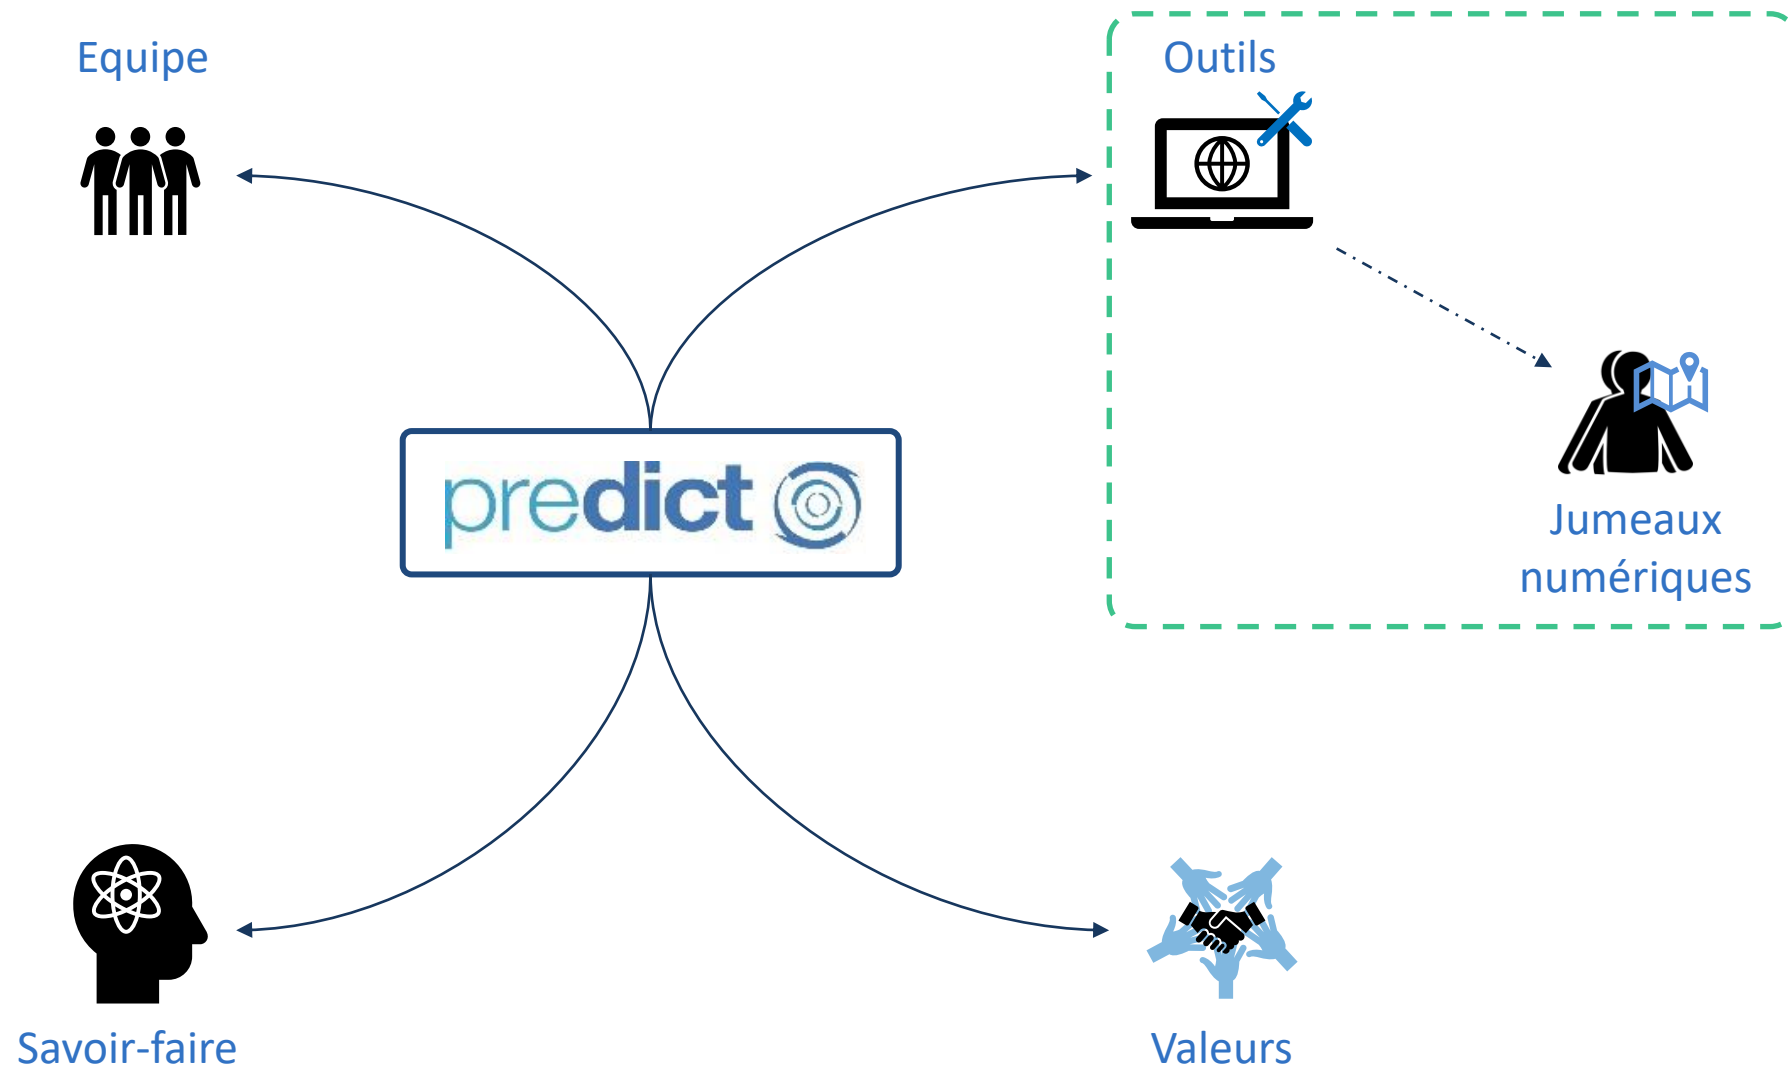 Equipe
Outils
predict
Jumeaux
numériques
Savoir-faire
Valeurs